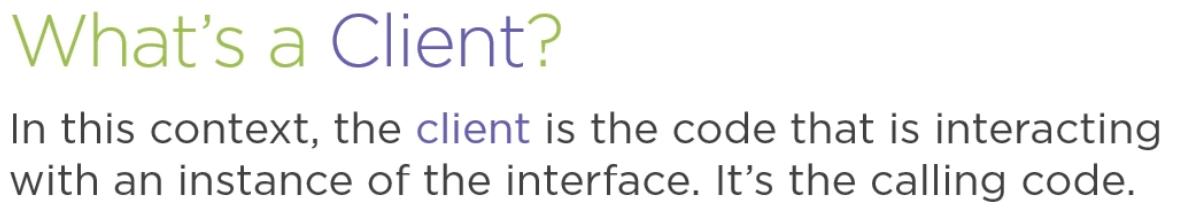 What's a Client?
In this context, the client is the code that is interacting
with an instance of the interface. It's the calling code.